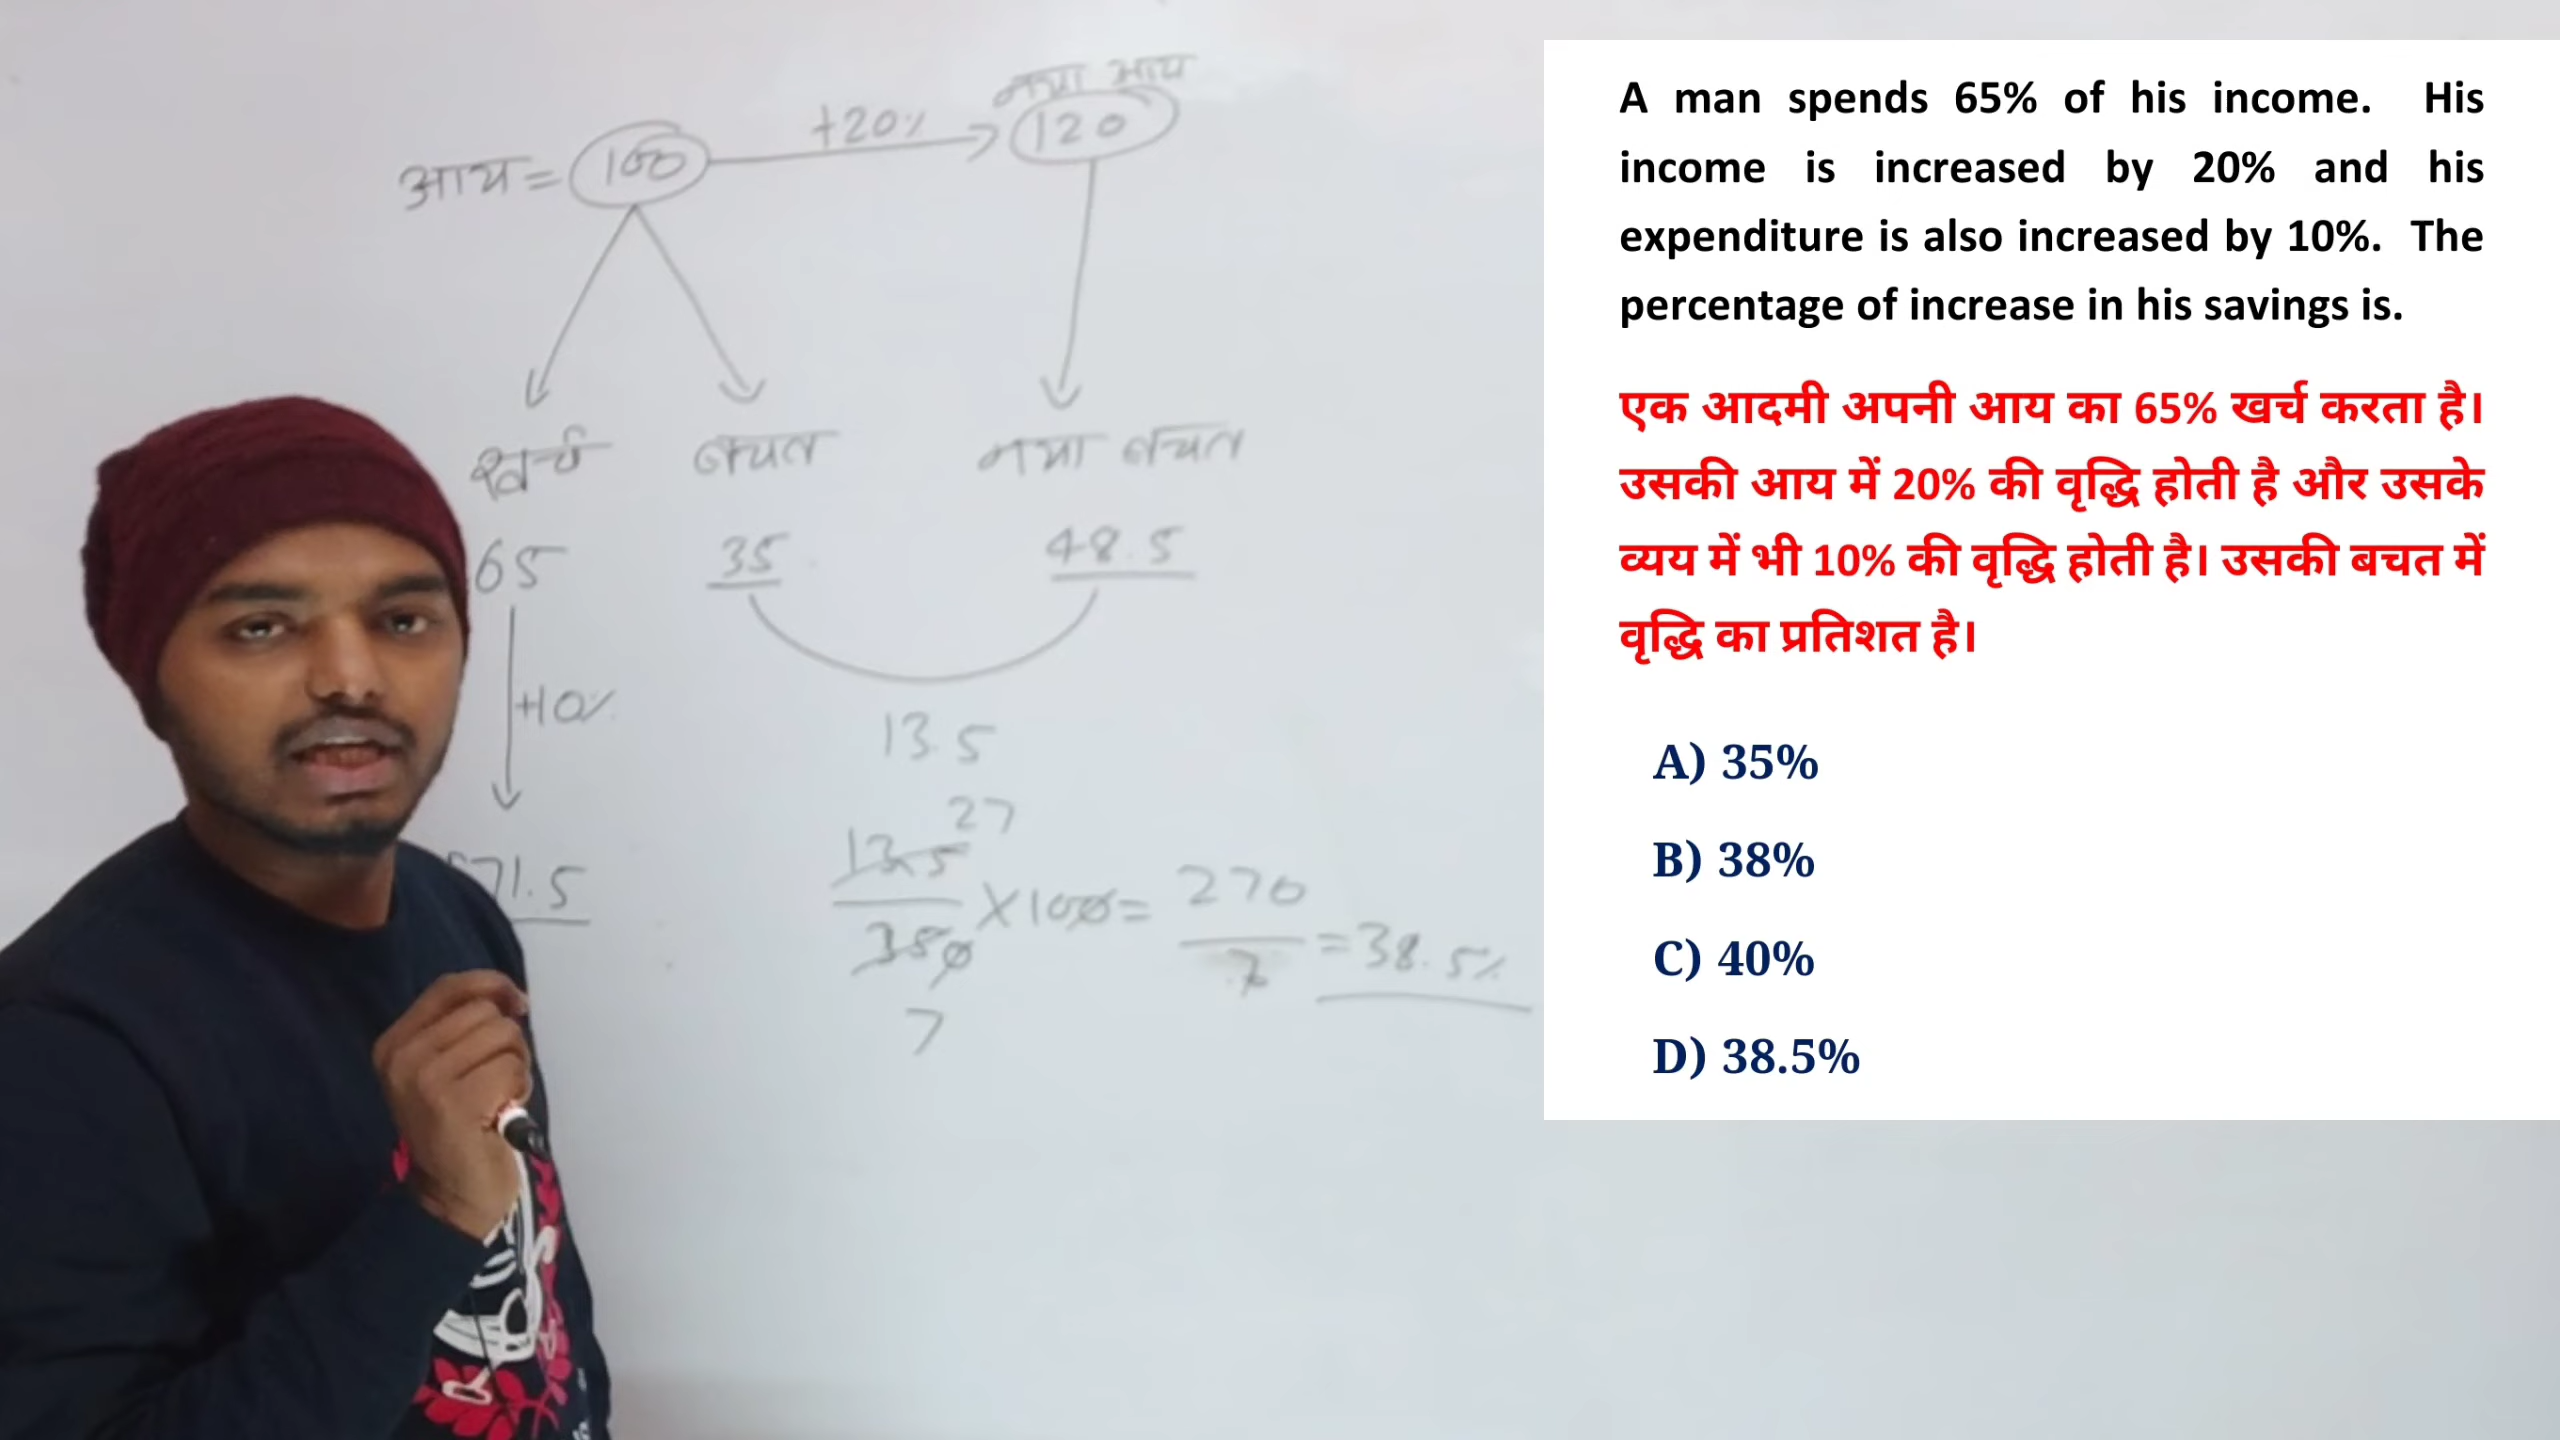 नया आय
आय = 100 +20% 120
खर्च बचत नया बचत
65 35 48.5
+10%
13.5
27
71.5
13.5
350
7
×100 =
270
7
= 38.5%
A man spends 65% of his income. His
income is increased by 20% and his
expenditure is also increased by 10%. The
percentage of increase in his savings is.
एक आदमी अपनी आय का 65% खर्च करता है।
उसकी आय में 20% की वृद्धि होती है और उसके
व्यय में भी 10% की वृद्धि होती है। उसकी बचत में
वृद्धि का प्रतिशत है।
A) 35%
B) 38%
C) 40%
D) 38.5%